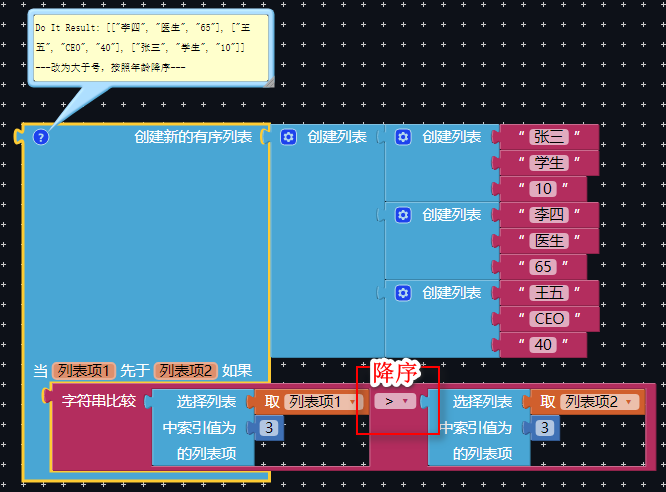 Do It Result: [["李四", "医生", "65"], ["王
五", "CEO", "40"], ["张三", "学生", "10"]]
---改为大于号，按照年龄降序---
? 创建新的有序列表 创建列表 创建列表 " 张三 "
" 学生 "
" 10 "
创建列表 " 李四 "
" 医生 "
" 65 "
创建列表 " 王五 "
" CEO "
" 40 "
当 列表项1 先于 列表项2 如果
降序
字符串比较 选择列表 取 列表项1 > 选择列表 取 列表项2
中索引值为 3 中索引值为 3
的列表项 的列表项